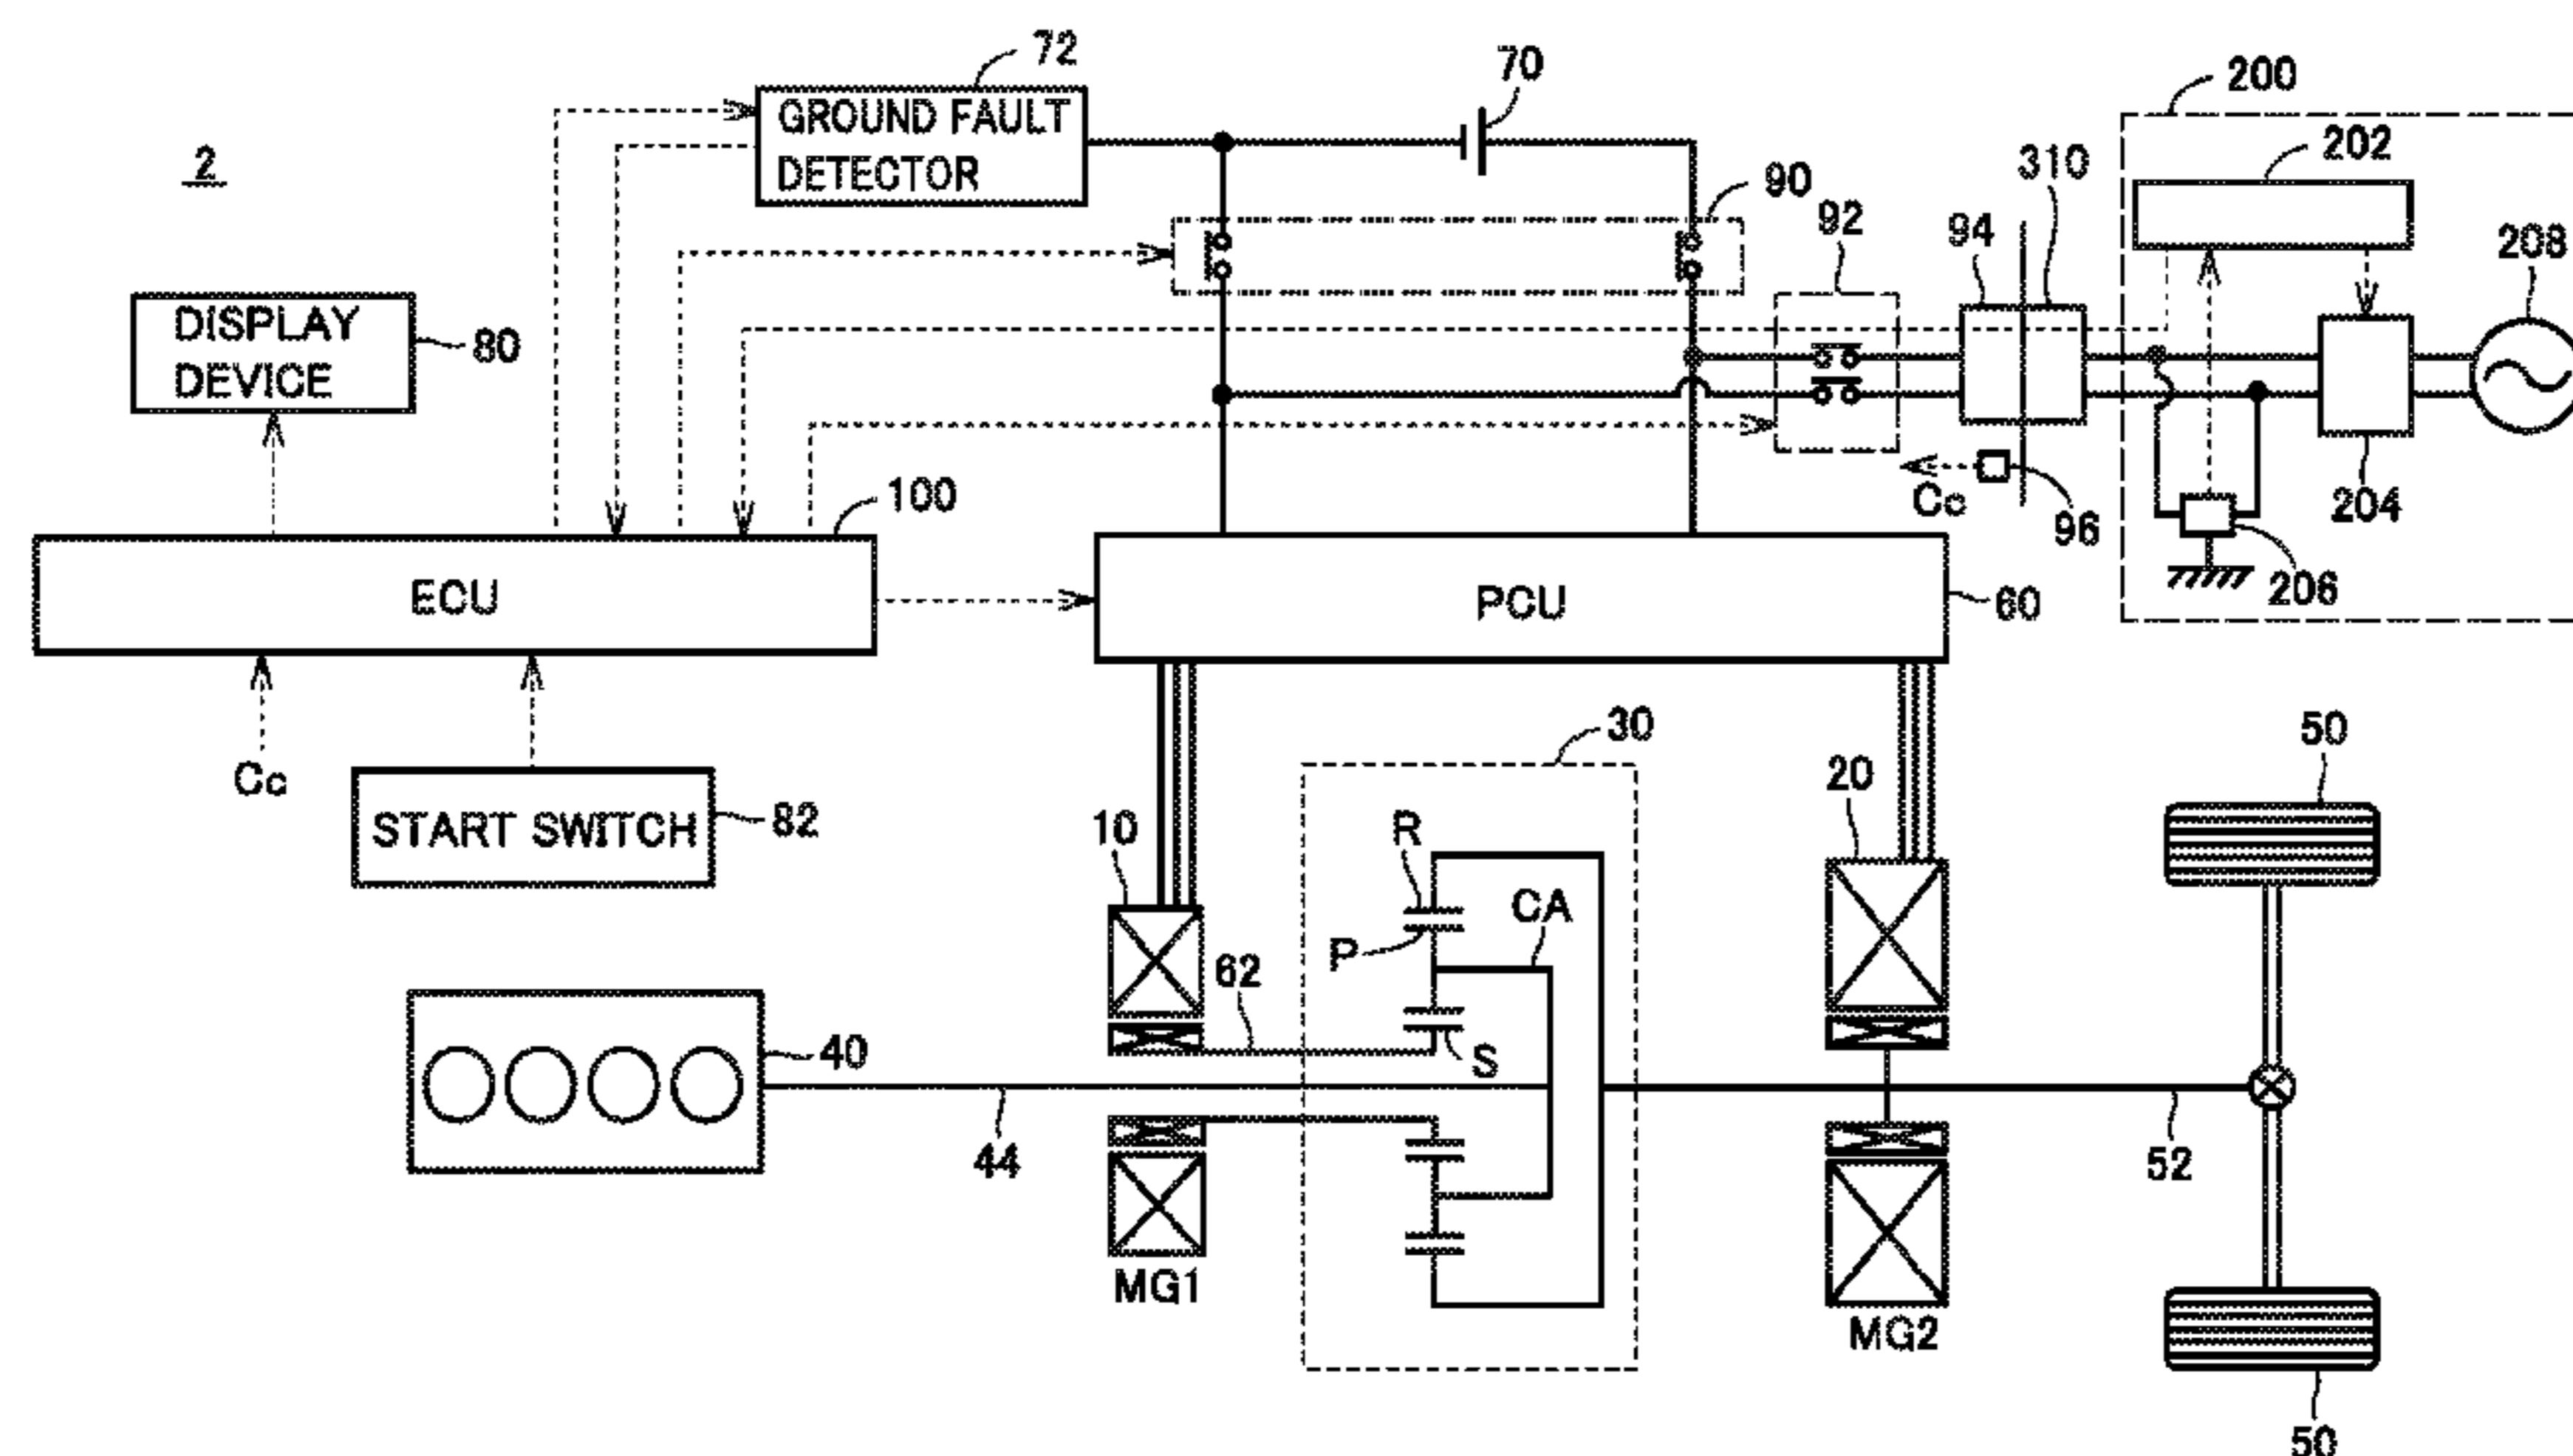 72
70
200
2
GROUND FAULT
DETECTOR
202
310
90
92
94
208
DISPLAY
DEVICE
80
100
Cc
96
204
206
ECU
PCU
60
Cc
START SWITCH
82
30
50
20
10
R
CA
P
62
S
40
44
52
MG1
MG2
50